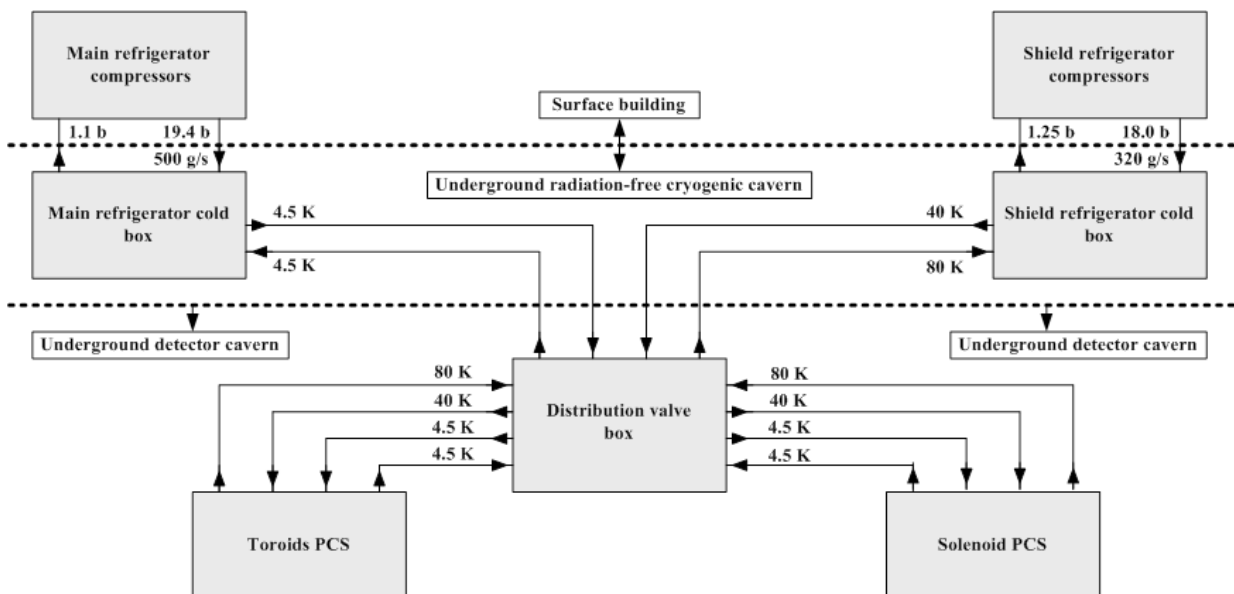 Main refrigerator
compressors
Shield refrigerator
compressors
Surface building
1.1 b
19.4 b
1.25 b
18.0 b
500 g/s
320 g/s
Underground radiation-free cryogenic cavern
Main refrigerator cold
box
4.5 K
4.5 K
40 K
80 K
Shield refrigerator cold
box
Underground detector cavern
Underground detector cavern
80 K
40 K
4.5 K
4.5 K
Distribution valve
box
80 K
40 K
4.5 K
4.5 K
Toroids PCS
Solenoid PCS